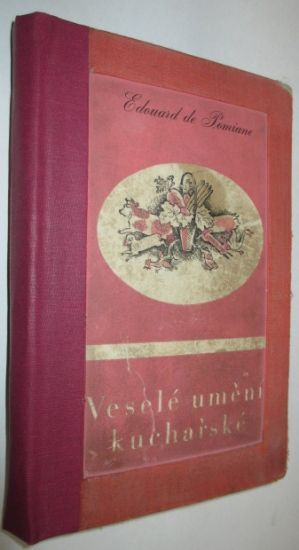 Edouard de Pomiane
Veselé umění
kuchařské